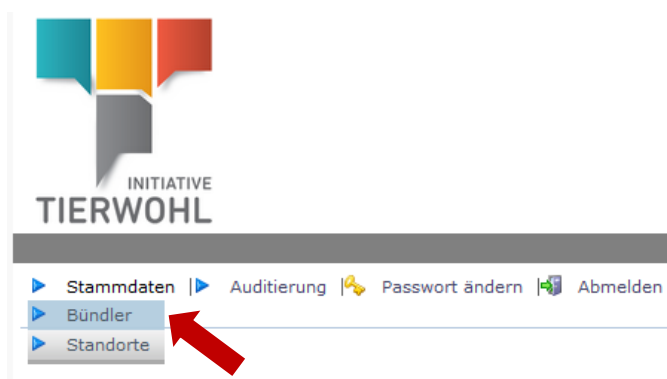 INITIATIVE
TIERWOHL
Stammdaten | Auditierung | Passwort ändern | Abmelden
Bündler
Standorte